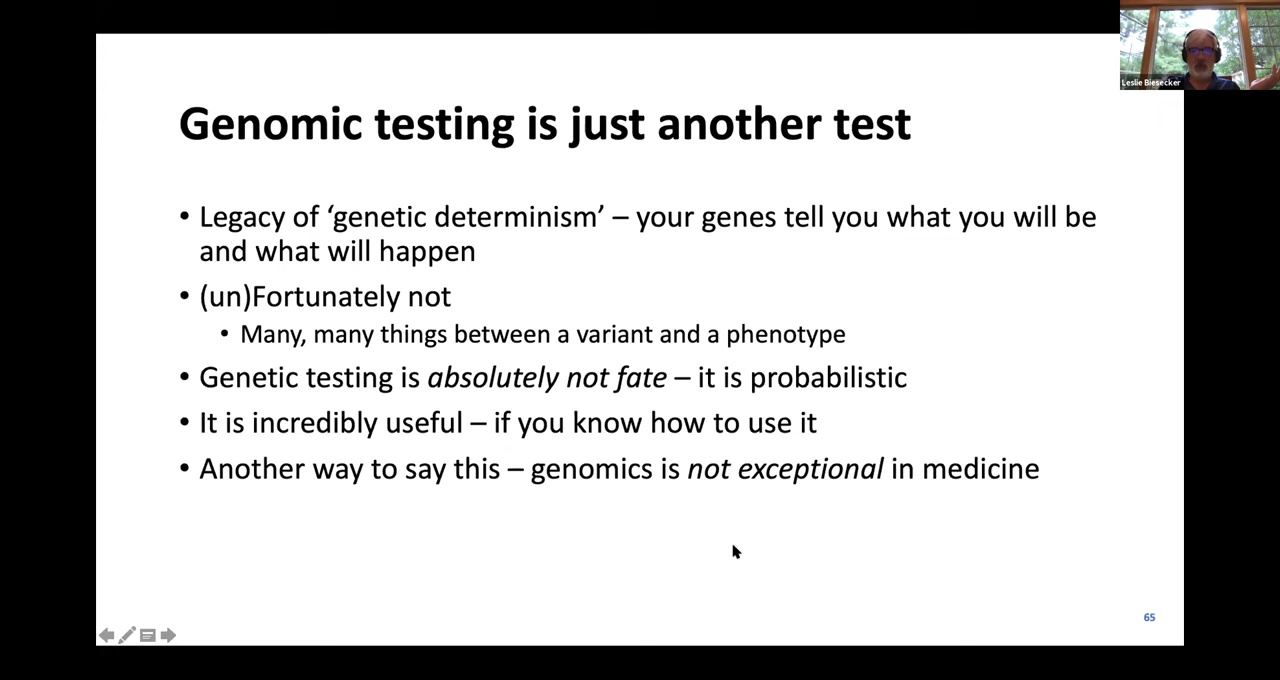 Leslie Biesecker
Genomic testing is just another test
• Legacy of ‘genetic determinism’ – your genes tell you what you will be
and what will happen
• (un)Fortunately not
• Many, many things between a variant and a phenotype
• Genetic testing is absolutely not fate – it is probabilistic
• It is incredibly useful – if you know how to use it
• Another way to say this – genomics is not exceptional in medicine
65